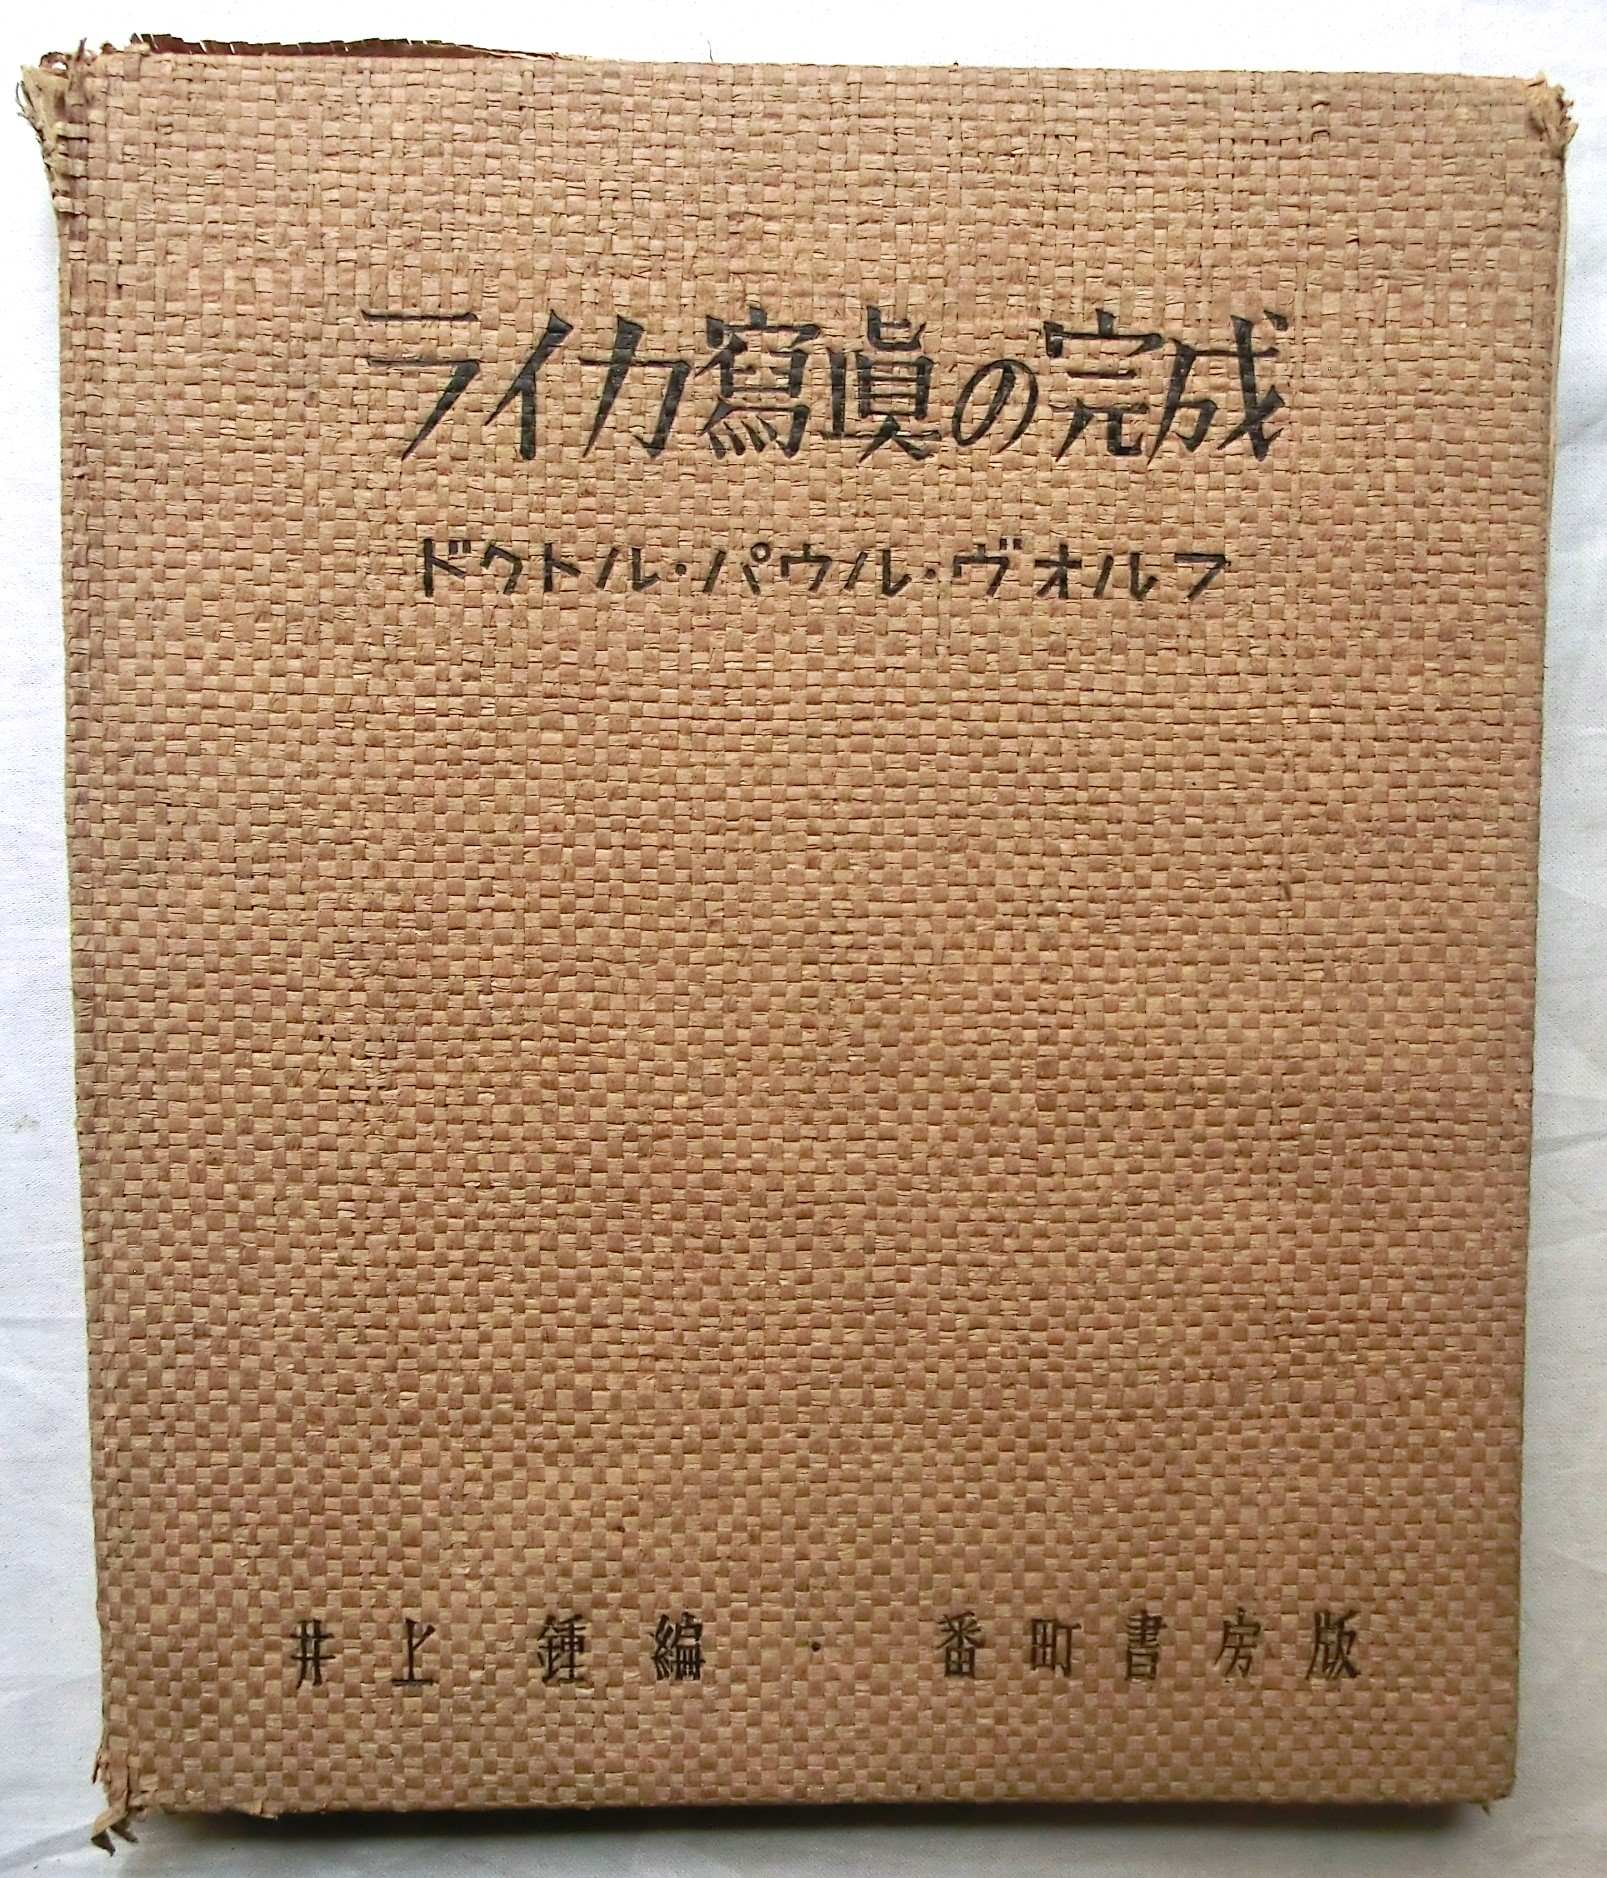 ライカ寫眞の完成
ドクトル・パウル・ヴォルフ
井上 鍾編・番町書房版